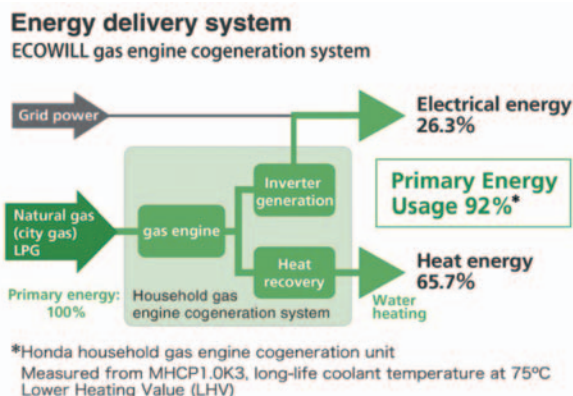 Energy delivery system
ECOWILL gas engine cogeneration system
Grid power
Electrical energy
26.3%
Inverter
generation
Primary Energy
Usage 92%*
Natural gas
(city gas)
LPG
gas engine
Heat
recovery
Heat energy
65.7%
Primary energy:
100%
Household gas
engine cogeneration system
Water
heating
*Honda household gas engine cogeneration unit
Measured from MHCP1.0K3, long-life coolant temperature at 75ºC
Lower Heating Value (LHV)